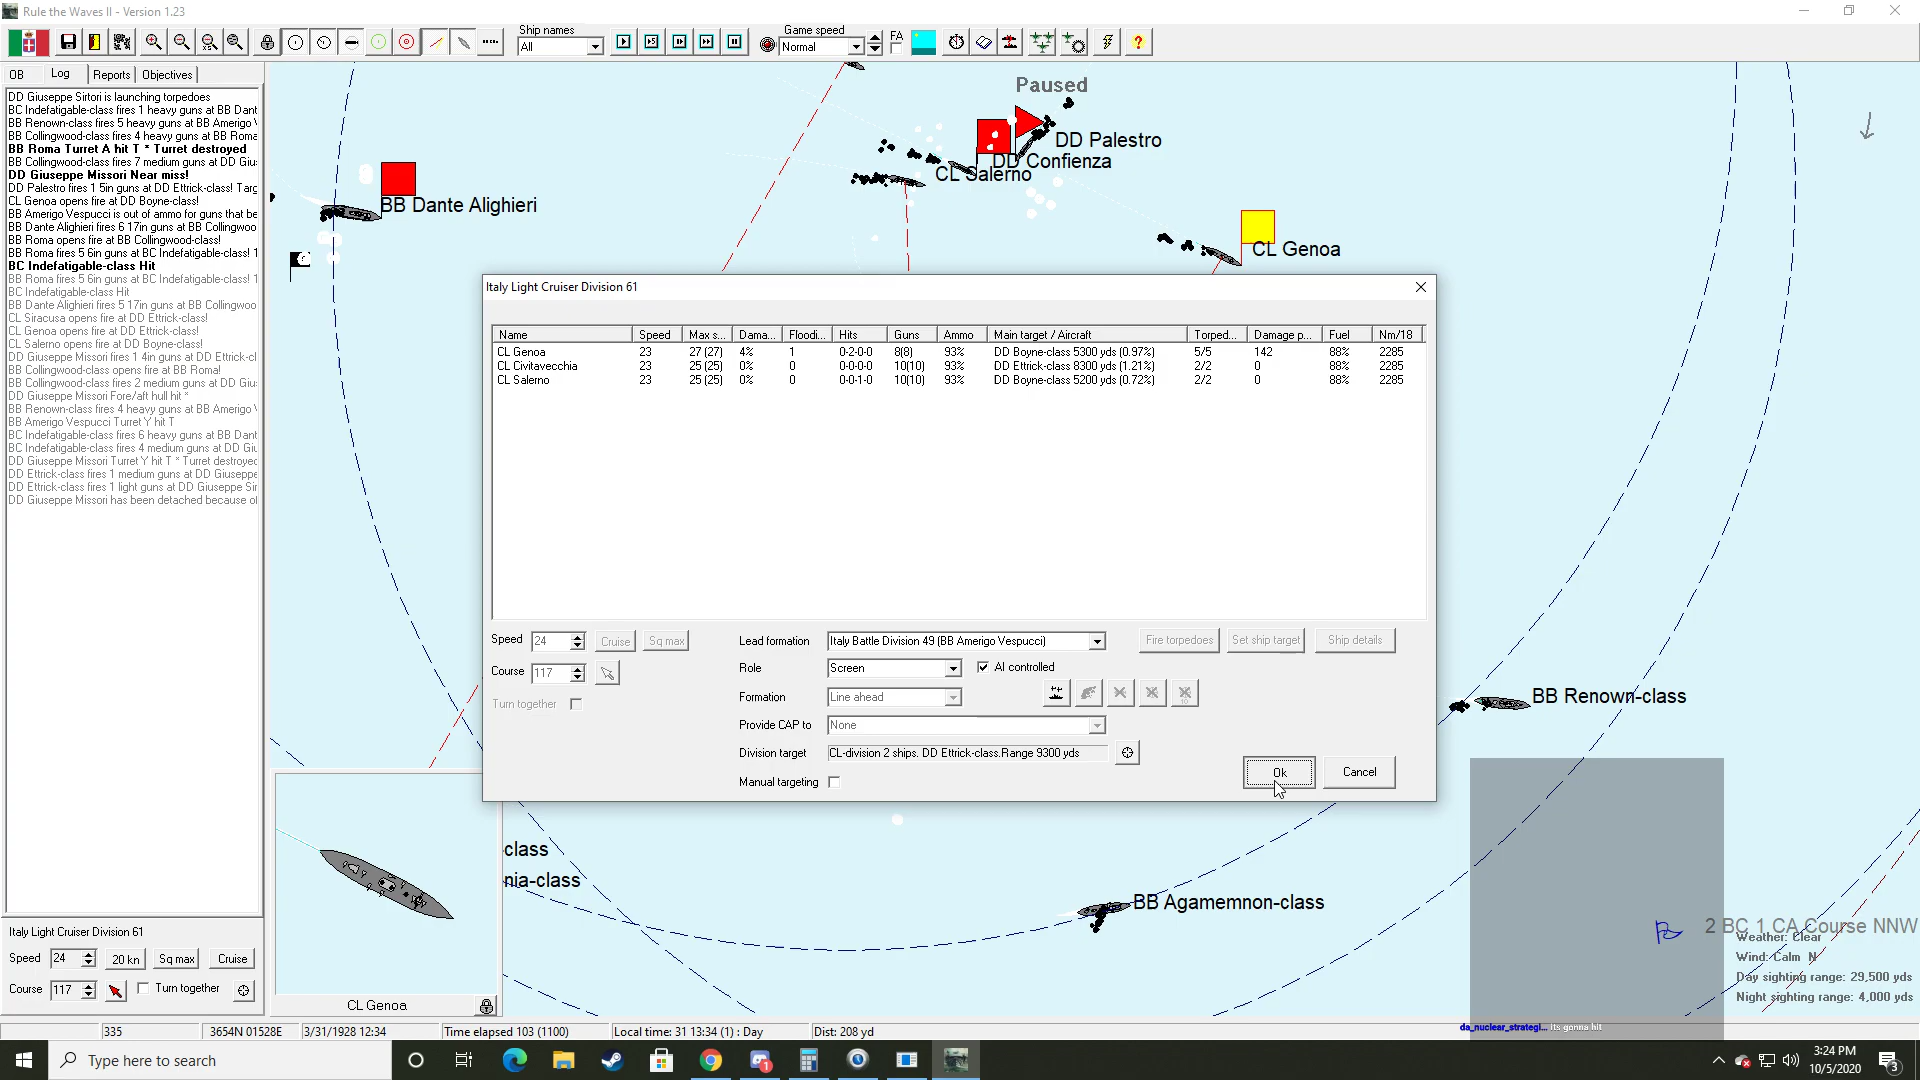 Rule the Waves II - Version 1.23
Ship names
All
Game speed
Normal
FA
OB
Log
Reports
Objectives
DD Giuseppe Sirtori is launching torpedoes
BC Indefatigable-class fires 1 heavy guns at BB Dant
BB Renown-class fires 5 heavy guns at BB Amerigo V
BB Collingwood-class fires 4 heavy guns at BB Roma
BB Roma Turret A hit T * Turret destroyed
BB Collingwood-class fires 7 medium guns at DD Giu:
DD Giuseppe Missori Near miss!
DD Palestro fires 1 5in guns at DD Ettrick-class! Targ
CL Genoa opens fire at DD Boyne-class!
BB Amerigo Vespucci is out of ammo for guns that be
BB Dante Alighieri fires 6 17in guns at BB Collingwoo
BB Roma opens fire at BB Collingwood-class!
BB Roma fires 5 6in guns at BC Indefatigable-class! 1
BC Indefatigable-class Hit
BB Roma fires 5 6in guns at BC Indefatigable-class! 1
BC Indefatigable-class Hit
BB Dante Alighieri fires 5 17in guns at BB Collingwoo
CL Siracusa opens fire at DD Ettrick-class!
CL Genoa opens fire at DD Ettrick-class!
CL Salerno opens fire at DD Boyne-class!
DD Giuseppe Missori fires 1 4in guns at DD Ettrick-cl
BB Collingwood-class opens fire at BB Roma!
BB Collingwood-class fires 2 medium guns at DD Giu:
DD Giuseppe Missori Fore/aft hull hit *
BB Renown-class fires 4 heavy guns at BB Amerigo V
BB Amerigo Vespucci Turret Y hit T
BC Indefatigable-class fires 6 heavy guns at BB Dant
BC Indefatigable-class fires 4 medium guns at DD Gi
DD Giuseppe Missori Turret Y hit T * Turret destroyed
DD Ettrick-class fires 1 medium guns at DD Giuseppe
DD Ettrick-class fires 1 light guns at DD Giuseppe Sir
DD Giuseppe Missori has been detached because of
Paused
DD Palestro
DD Confienza
CL Salerno
BB Dante Alighieri
CL Genoa
Italy Light Cruiser Division 61
Name Speed Max s... Dama... Floodi... Hits Guns Ammo Main target / Aircraft Torped... Damage p... Fuel Nm/18
CL Genoa 23 27 (27) 4% 1 0-2-0-0 8(8) 93% DD Boyne-class 5300 yds (0.97%) 5/5 142 88% 2285
CL Civitavecchia 23 25 (25) 0% 0 0-0-0-0 10(10) 93% DD Ettrick-class 8300 yds (1.21%) 2/2 0 88% 2285
CL Salerno 23 25 (25) 0% 0 0-0-1-0 10(10) 93% DD Boyne-class 5200 yds (0.72%) 2/2 0 88% 2285
Speed 24 Cruise Sq max
Course 117
Turn together
Lead formation Italy Battle Division 49 (BB Amerigo Vespucci)
Role Screen AI controlled
Formation Line ahead
Provide CAP to None
Division target CL-division 2 ships. DD Ettrick-class.Range 9300 yds
Manual targeting
Fire torpedoes Set ship target Ship details
Ok Cancel
BB Renown-class
class
nia-class
BB Agamemnon-class
2 BC 1 CA Course NNW
Weather: Clear
Wind: Calm N
Day sighting range: 29,500 yds
Night sighting range: 4,000 yds
da_nuclear_strategi... Its gonna hit
Italy Light Cruiser Division 61
Speed 24 20 kn Sq max Cruise
Course 117 Turn together
CL Genoa
335 3654N 01528E 3/31/1928 12:34 Time elapsed 103 (1100) Local time: 31 13:34 (1) : Day Dist: 208 yd
Type here to search
3:24 PM
10/5/2020
3